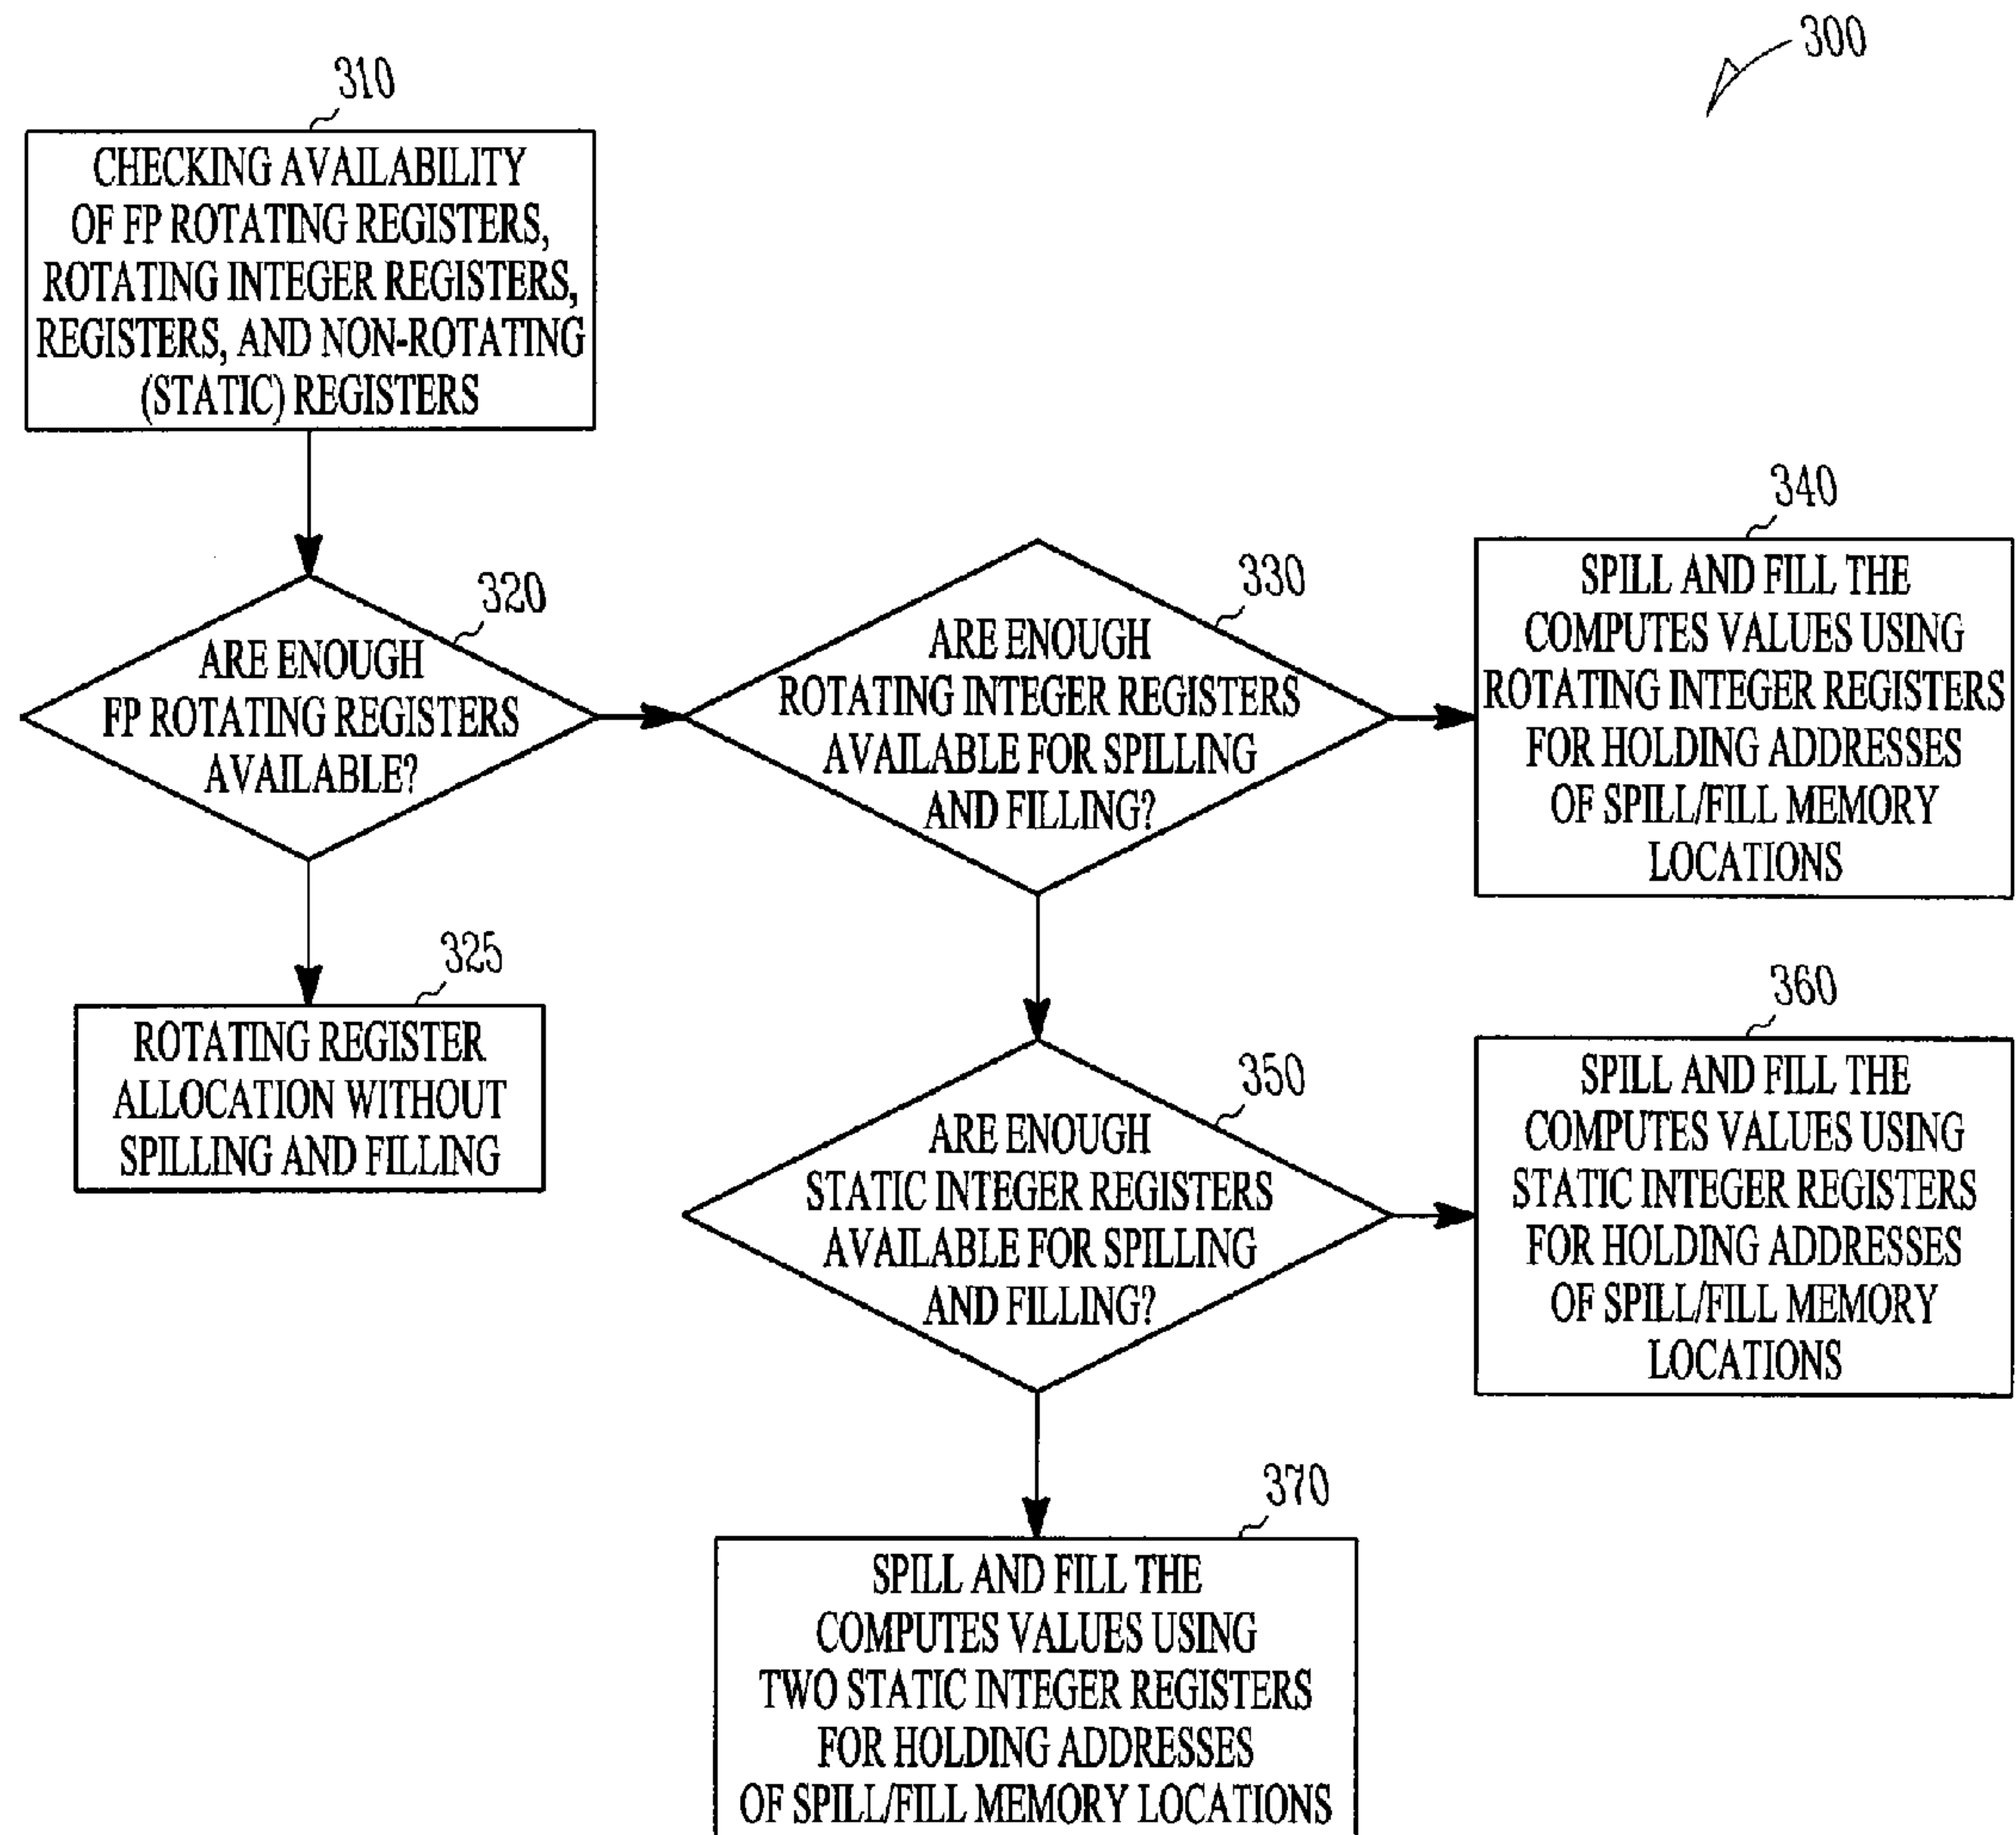 300
310
CHECKING AVAILABILITY
OF FP ROTATING REGISTERS,
ROTATING INTEGER REGISTERS,
REGISTERS, AND NON-ROTATING
(STATIC) REGISTERS
320
ARE ENOUGH
FP ROTATING REGISTERS
AVAILABLE?
325
ROTATING REGISTER
ALLOCATION WITHOUT
SPILLING AND FILLING
330
ARE ENOUGH
ROTATING INTEGER REGISTERS
AVAILABLE FOR SPILLING
AND FILLING?
340
SPILL AND FILL THE
COMPUTES VALUES USING
ROTATING INTEGER REGISTERS
FOR HOLDING ADDRESSES
OF SPILL/FILL MEMORY
LOCATIONS
350
ARE ENOUGH
STATIC INTEGER REGISTERS
AVAILABLE FOR SPILLING
AND FILLING?
360
SPILL AND FILL THE
COMPUTES VALUES USING
STATIC INTEGER REGISTERS
FOR HOLDING ADDRESSES
OF SPILL/FILL MEMORY
LOCATIONS
370
SPILL AND FILL THE
COMPUTES VALUES USING
TWO STATIC INTEGER REGISTERS
FOR HOLDING ADDRESSES
OF SPILL/FILL MEMORY LOCATIONS